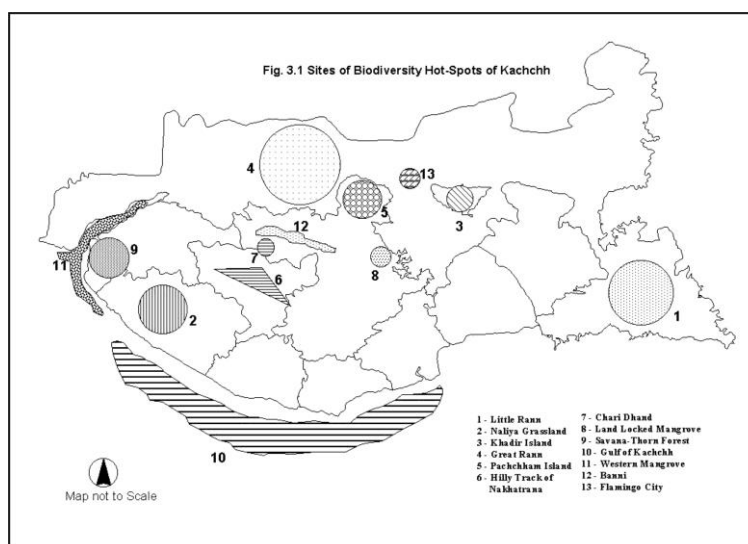 Fig. 3.1 Sites of Biodiversity Hot-Spots of Kachchh
4
13
5
3
12
9
7
11
8
6
1
2
10
1 - Little Rann
2 - Naliya Grassland
3 - Khadir Island
4 - Great Rann
5 - Pachchham Island
6 - Hilly Track of
Nakhatrana
7 - Chari Dhand
8 - Land Locked Mangrove
9 - Savana-Thorn Forest
10 - Gulf of Kachchh
11 - Western Mangrove
12 - Banni
13 - Flamingo City
Map not to Scale